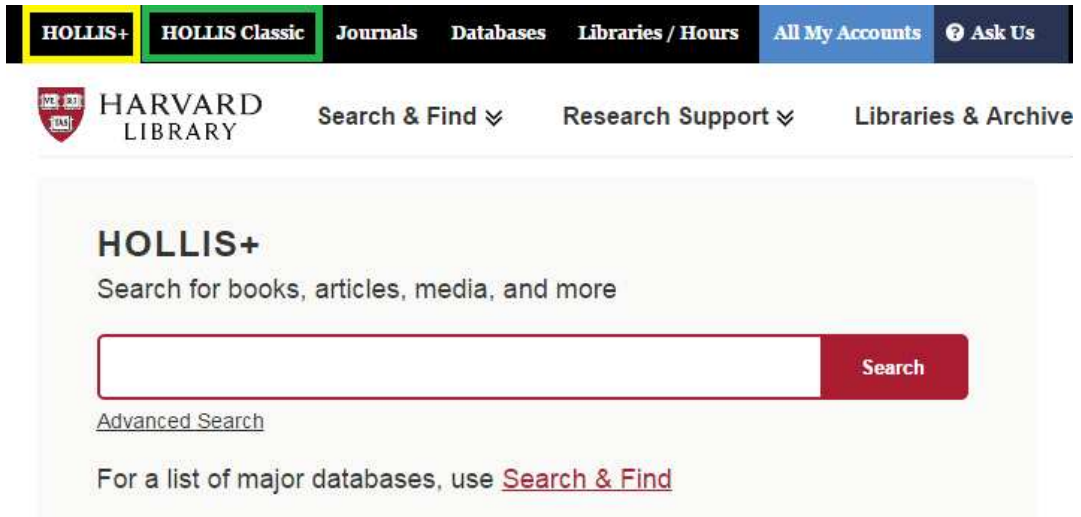 HOLLIS+ HOLLIS Classic Journals Databases Libraries / Hours All My Accounts ? Ask Us
HARVARD
LIBRARY
Search & Find Research Support Libraries & Archive
HOLLIS+
Search for books, articles, media, and more
Search
Advanced Search
For a list of major databases, use Search & Find